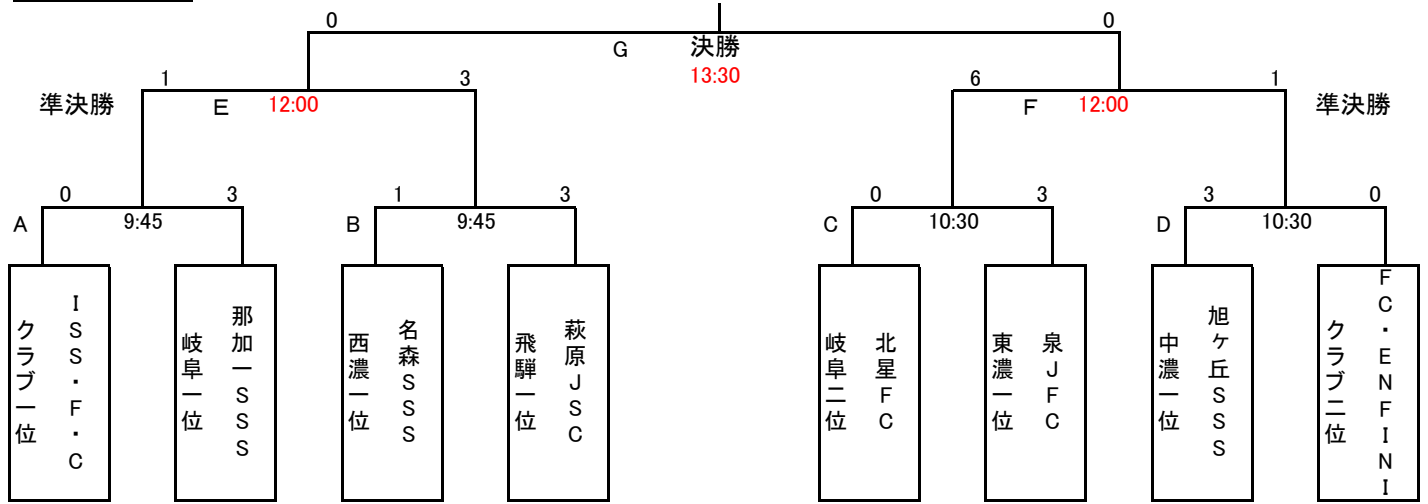 0
0
G
決勝
13:30
1
3
6
1
準決勝
E
12:00
F
12:00
準決勝
0
3
1
3
0
3
3
0
A
9:45
B
9:45
C
10:30
D
10:30
クラブ一位
ISS・F・C
岐阜一位
那加一SSS
西濃一位
名森SSS
飛騨一位
萩原JSC
岐阜二位
北星FC
東濃一位
泉JFC
中濃一位
旭ヶ丘SSS
クラブ二位
FC・ENFINI